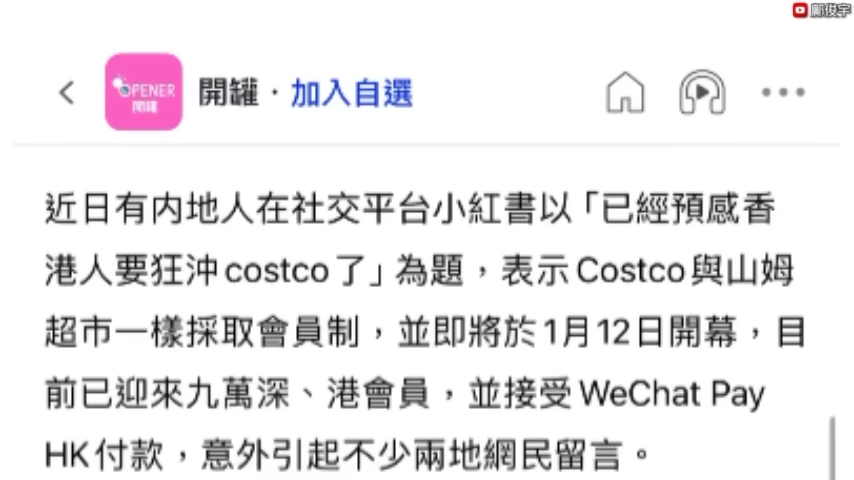 鄺俊宇
OPENER
開罐
開罐・加入自選
近日有內地人在社交平台小紅書以「已經預感香
港人要狂沖costco了」為題，表示Costco與山姆
超市一樣採取會員制，並即將於1月12日開幕，目
前已迎來九萬深、港會員，並接受WeChat Pay
HK付款，意外引起不少兩地網民留言。